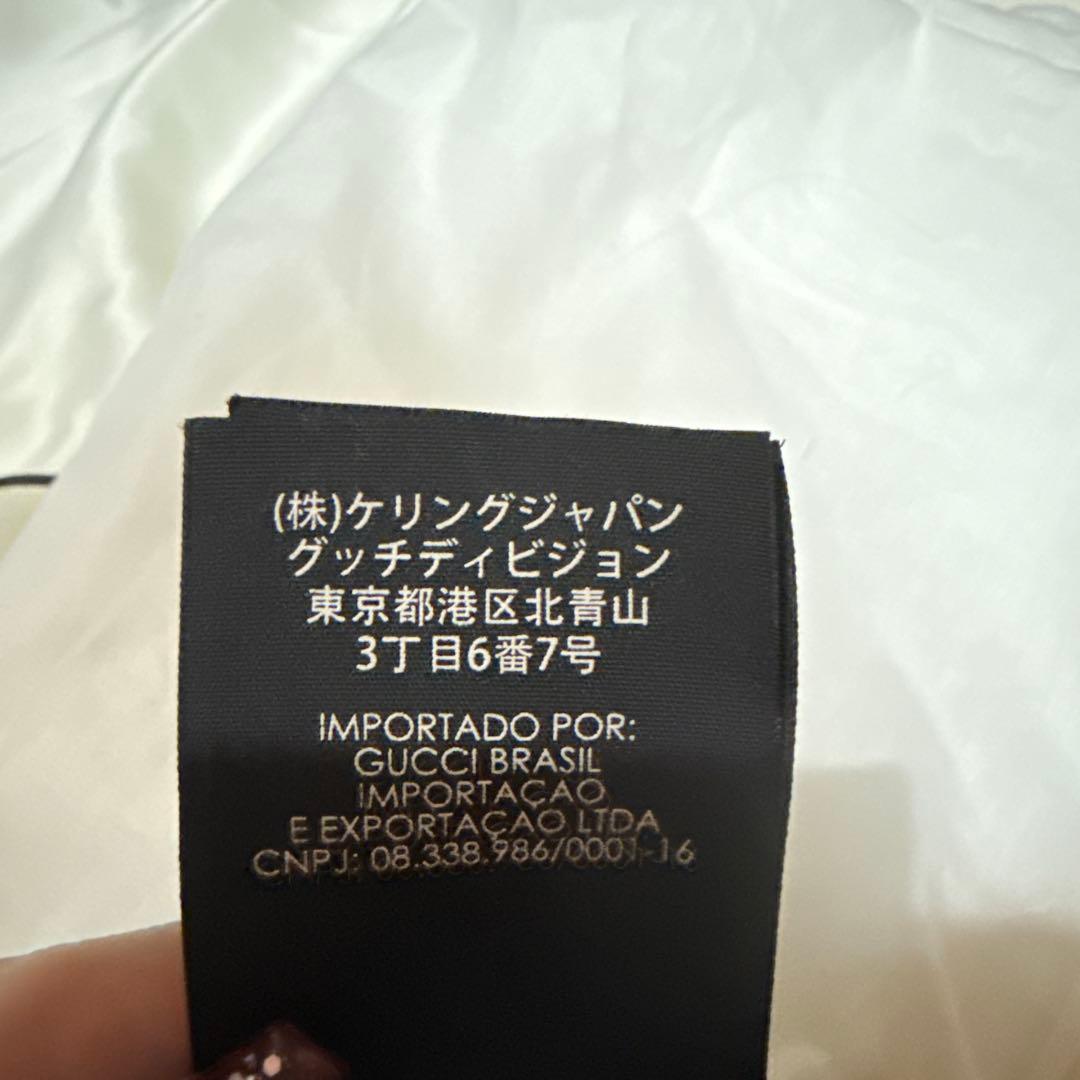 (株)ケリングジャパン
グッチディビジョン
東京都港区北青山
3丁目6番7号
IMPORTADO POR:
GUCCI BRASIL
IMPORTAÇAO
E EXPORTAÇAO LTDA
CNPJ: 08.338.986/0001-16